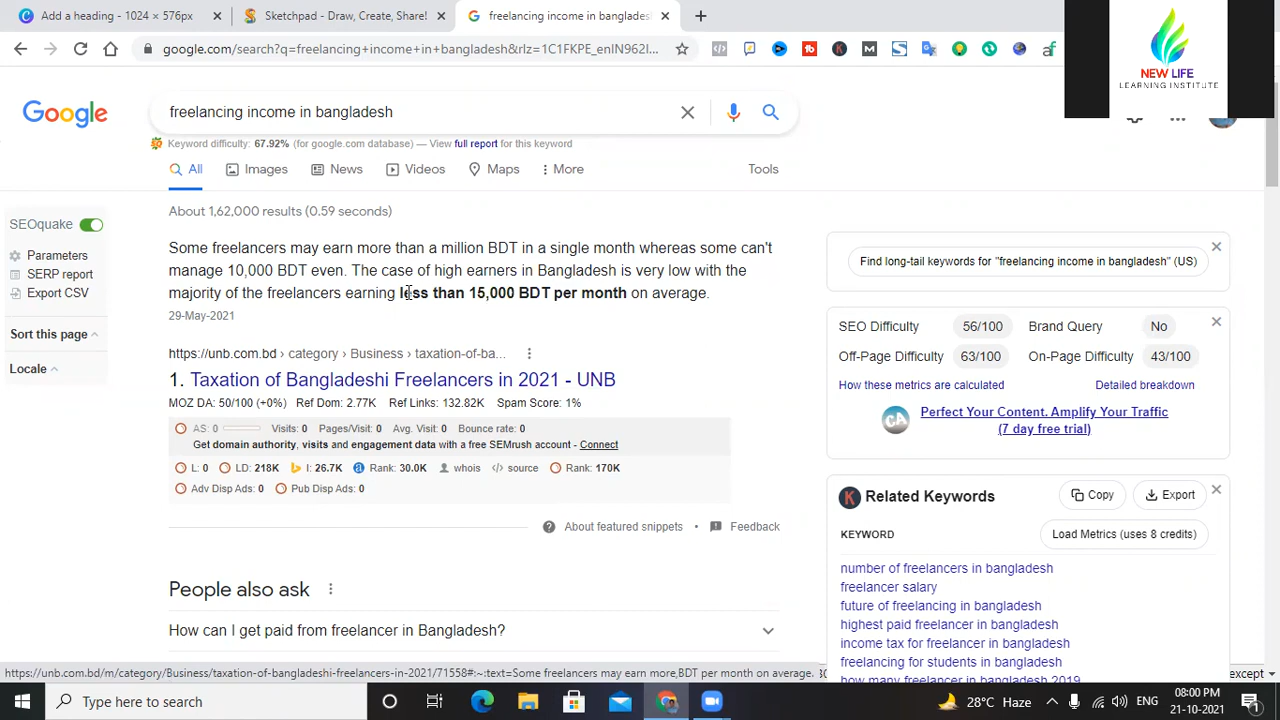 Add a heading - 1024 × 576px
Sketchpad - Draw, Create, Share!
freelancing income in banglades
google.com/search?q=freelancing+income+in+bangladesh&rlz=1C1FKPE_enIN962I...
NEW LIFE
LEARNING INSTITUTE
Google
freelancing income in bangladesh
Keyword difficulty: 67.92% (for google.com database) — View full report for this keyword
All
Images
News
Videos
Maps
More
Tools
About 1,62,000 results (0.59 seconds)
SEOquake
Parameters
SERP report
Export CSV
Sort this page
Locale
Some freelancers may earn more than a million BDT in a single month whereas some can't
manage 10,000 BDT even. The case of high earners in Bangladesh is very low with the
majority of the freelancers earning less than 15,000 BDT per month on average.
29-May-2021
https://unb.com.bd › category › Business › taxation-of-ba...
1. Taxation of Bangladeshi Freelancers in 2021 - UNB
MOZ DA: 50/100 (+0%) Ref Dom: 2.77K Ref Links: 132.82K Spam Score: 1%
AS: 0 Visits: 0 Pages/Visit: 0 Avg. Visit: 0 Bounce rate: 0
Get domain authority, visits and engagement data with a free SEMrush account - Connect
L: 0 LD: 218K I: 26.7K Rank: 30.0K whois source Rank: 170K
Adv Disp Ads: 0 Pub Disp Ads: 0
About featured snippets • Feedback
People also ask
How can I get paid from freelancer in Bangladesh?
Find long-tail keywords for "freelancing income in bangladesh" (US)
SEO Difficulty 56/100 Brand Query No
Off-Page Difficulty 63/100 On-Page Difficulty 43/100
How these metrics are calculated Detailed breakdown
Perfect Your Content. Amplify Your Traffic
(7 day free trial)
Related Keywords
Copy
Export
KEYWORD
Load Metrics (uses 8 credits)
number of freelancers in bangladesh
freelancer salary
future of freelancing in bangladesh
highest paid freelancer in bangladesh
income tax for freelancer in bangladesh
freelancing for students in bangladesh
how many freelancer in bangladesh 2019
https://unb.com.bd/m/category/Business/taxation-of-bangladeshi-freelancers-in-2021/71558#:~:text=Some freelancers may earn more,BDT per month on average.
except
Type here to search
28°C Haze
ENG
08:00 PM
21-10-2021
1